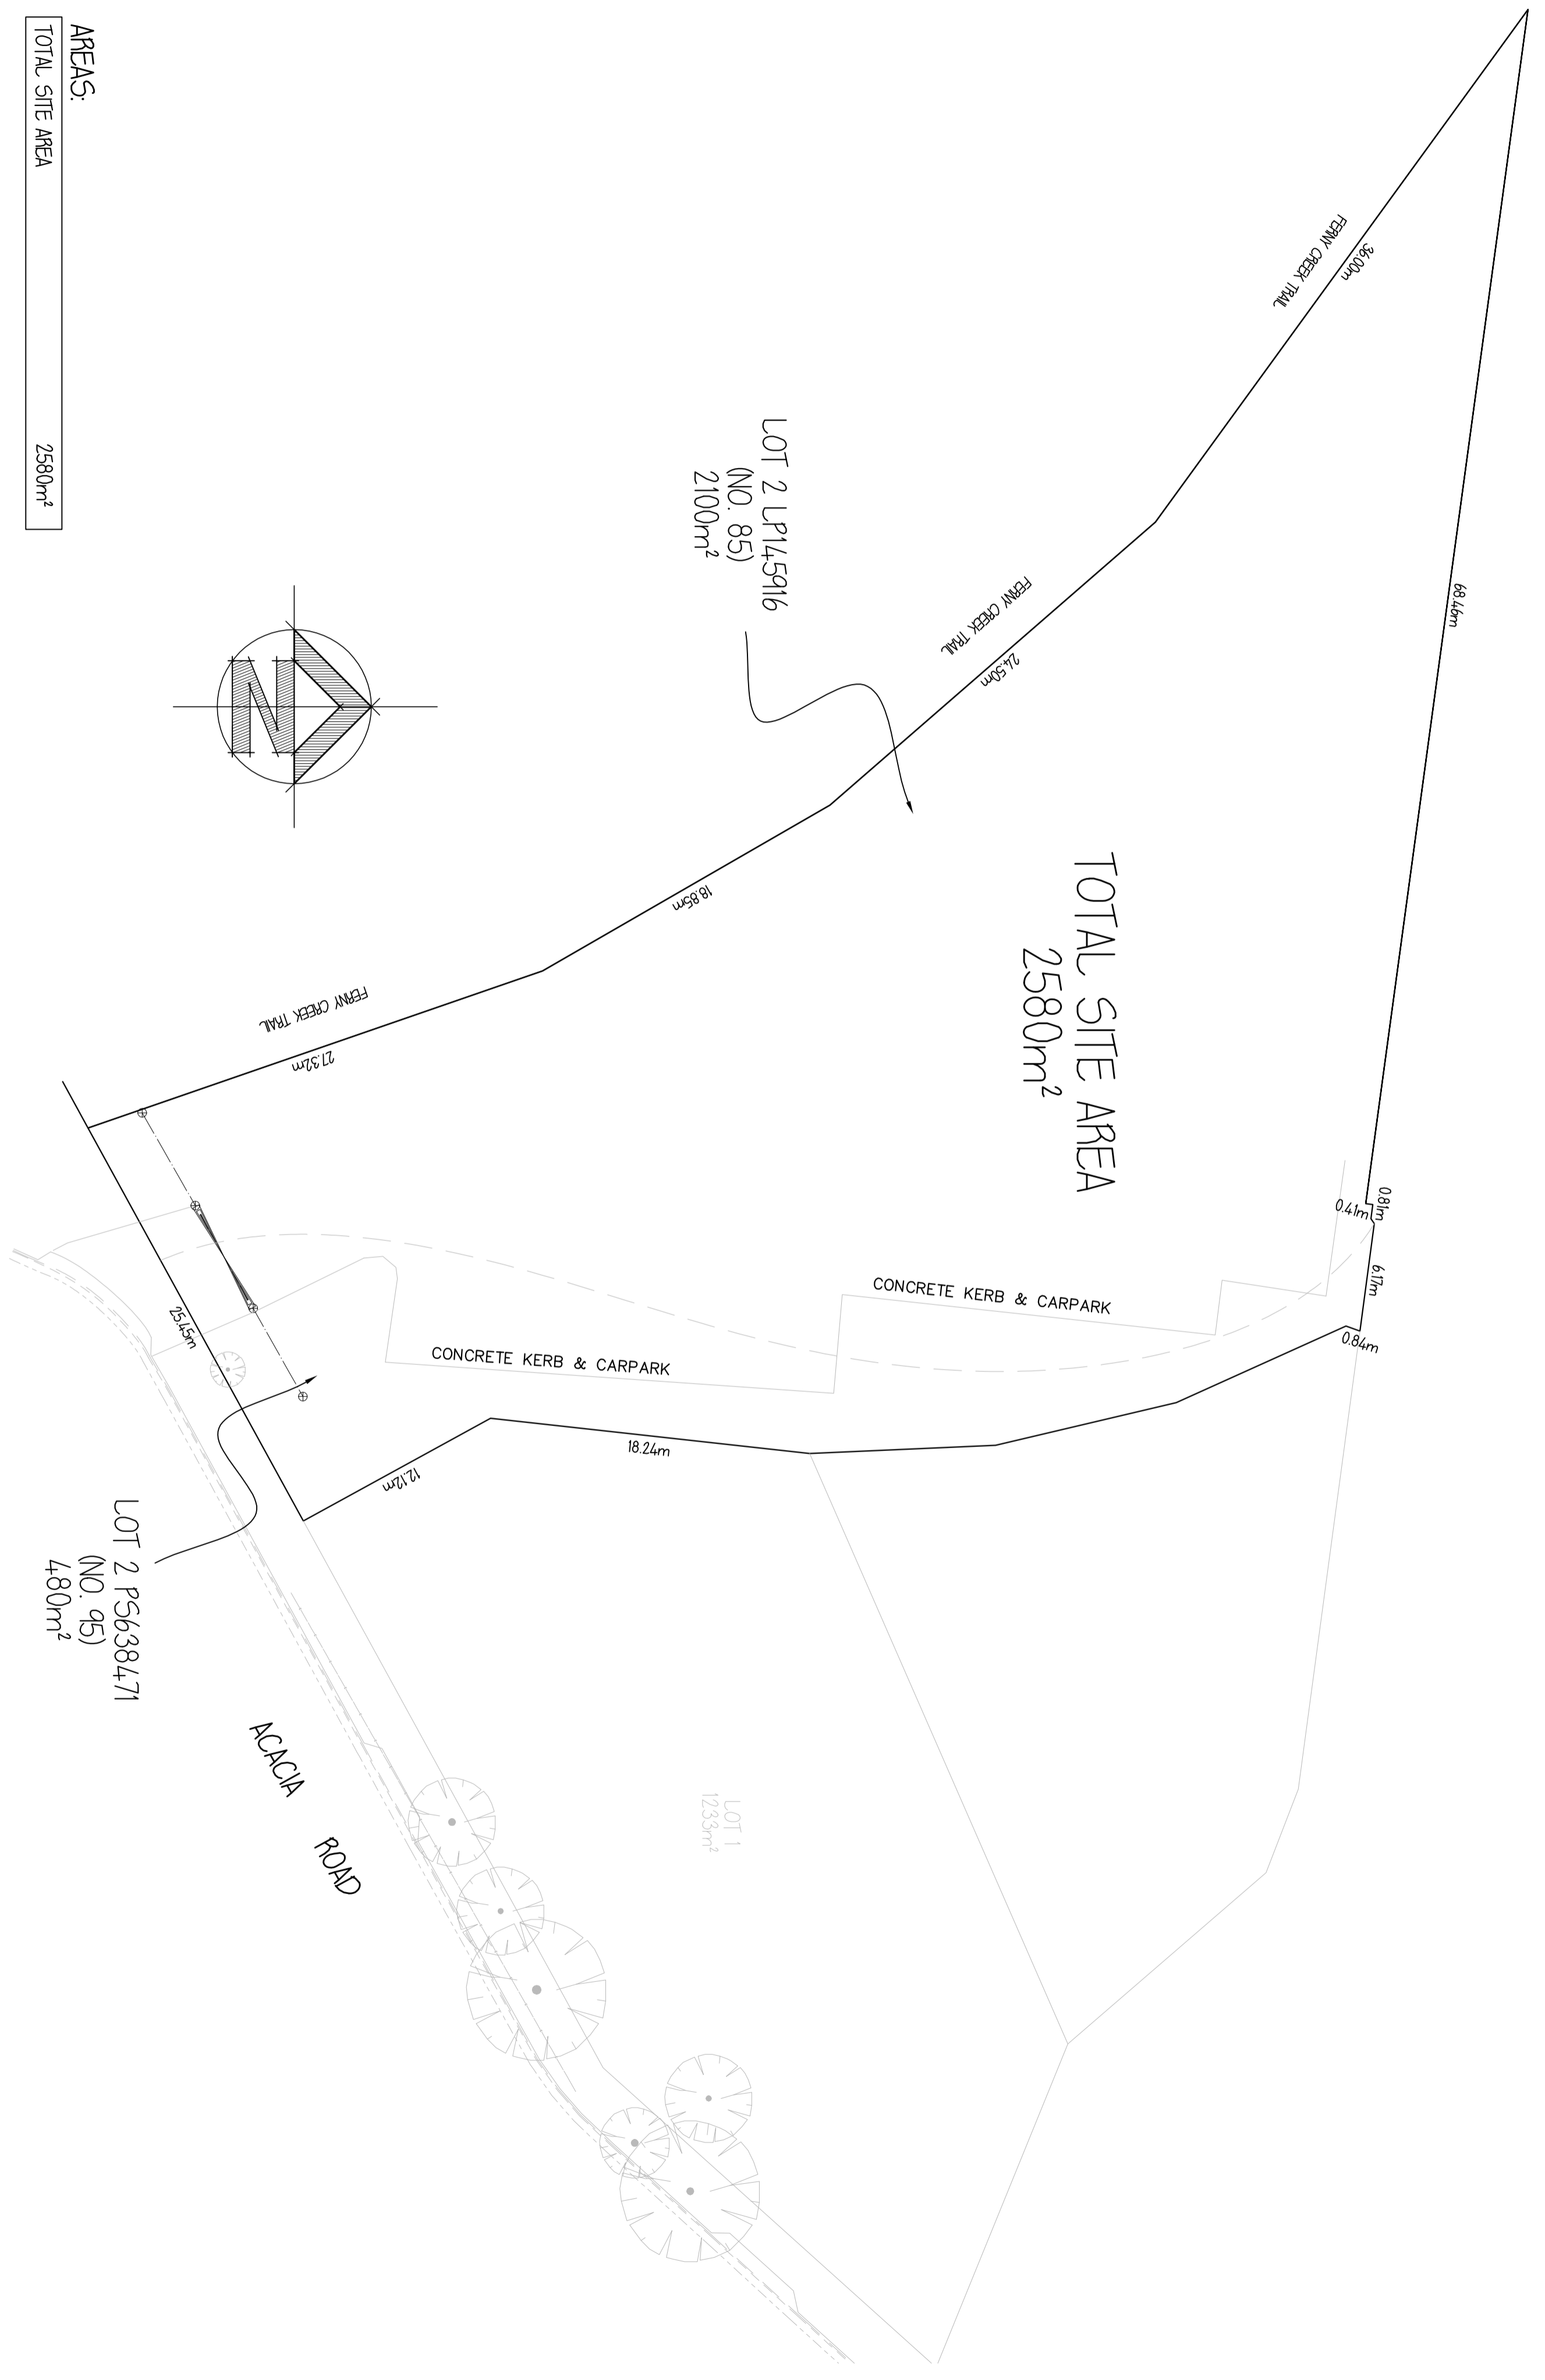 AREAS:
TOTAL SITE AREA 2580m²
N
LOT 2 LP145916
(NO. 85)
2100m²
TOTAL SITE AREA
2580m²
FERNY CREEK TRAIL
36.00m
FERNY CREEK TRAIL
24.50m
18.85m
FERNY CREEK TRAIL
27.32m
68.46m
0.81m
0.41m
6.17m
0.84m
CONCRETE KERB & CARPARK
CONCRETE KERB & CARPARK
18.24m
12.12m
25.45m
LOT 2 PS638471
(NO. 95)
480m²
ACACIA ROAD
LOT 1
1233m²